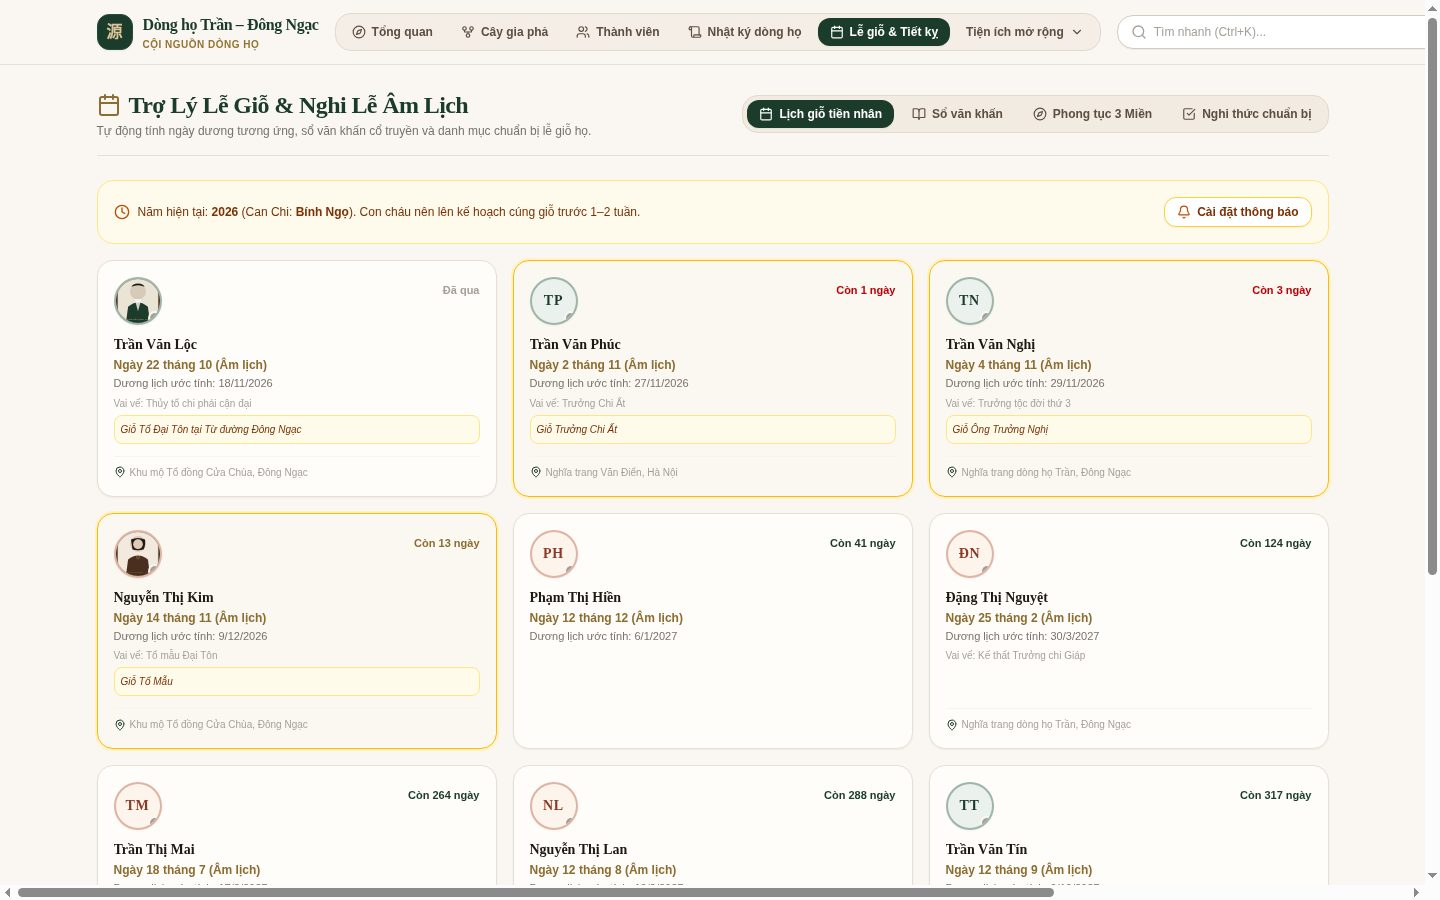 源
Dòng họ Trần – Đông Ngạc
CỘI NGUỒN DÒNG HỌ
Tổng quan
Cây gia phả
Thành viên
Nhật ký dòng họ
Lễ giỗ & Tiết kỵ
Tiện ích mở rộng
Tìm nhanh (Ctrl+K)...
Trợ Lý Lễ Giỗ & Nghi Lễ Âm Lịch
Tự động tính ngày dương tương ứng, sổ văn khấn cổ truyền và danh mục chuẩn bị lễ giỗ họ.
Lịch giỗ tiền nhân
Sổ văn khấn
Phong tục 3 Miền
Nghi thức chuẩn bị
Năm hiện tại: 2026 (Can Chi: Bính Ngọ). Con cháu nên lên kế hoạch cúng giỗ trước 1–2 tuần.
Cài đặt thông báo
Đã qua
Trần Văn Lộc
Ngày 22 tháng 10 (Âm lịch)
Dương lịch ước tính: 18/11/2026
Vai vế: Thủy tổ chi phái cận đại
Giỗ Tổ Đại Tôn tại Từ đường Đông Ngạc
Khu mộ Tổ đồng Cửa Chùa, Đông Ngạc
TP
Còn 1 ngày
Trần Văn Phúc
Ngày 2 tháng 11 (Âm lịch)
Dương lịch ước tính: 27/11/2026
Vai vế: Trưởng Chi Ất
Giỗ Trưởng Chi Ất
Nghĩa trang Văn Điển, Hà Nội
TN
Còn 3 ngày
Trần Văn Nghị
Ngày 4 tháng 11 (Âm lịch)
Dương lịch ước tính: 29/11/2026
Vai vế: Trưởng tộc đời thứ 3
Giỗ Ông Trưởng Nghị
Nghĩa trang dòng họ Trần, Đông Ngạc
Còn 13 ngày
Nguyễn Thị Kim
Ngày 14 tháng 11 (Âm lịch)
Dương lịch ước tính: 9/12/2026
Vai vế: Tổ mẫu Đại Tôn
Giỗ Tổ Mẫu
Khu mộ Tổ đồng Cửa Chùa, Đông Ngạc
PH
Còn 41 ngày
Phạm Thị Hiền
Ngày 12 tháng 12 (Âm lịch)
Dương lịch ước tính: 6/1/2027
ĐN
Còn 124 ngày
Đặng Thị Nguyệt
Ngày 25 tháng 2 (Âm lịch)
Dương lịch ước tính: 30/3/2027
Vai vế: Kế thất Trưởng chi Giáp
Nghĩa trang dòng họ Trần, Đông Ngạc
TM
Còn 264 ngày
Trần Thị Mai
Ngày 18 tháng 7 (Âm lịch)
NL
Còn 288 ngày
Nguyễn Thị Lan
Ngày 12 tháng 8 (Âm lịch)
TT
Còn 317 ngày
Trần Văn Tín
Ngày 12 tháng 9 (Âm lịch)